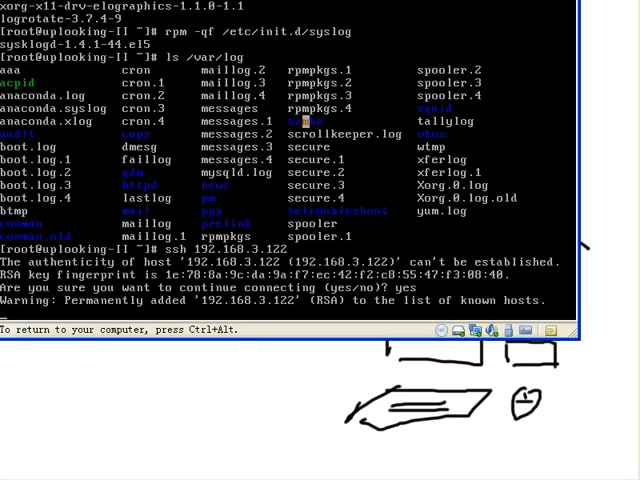 xorg-x11-drv-elographics-1.1.0-1.1
logrotate-3.7.4-9
[root@uplooking-II ~]# rpm -qf /etc/init.d/syslog
sysklogd-1.4.1-44.el5
[root@uplooking-II ~]# ls /var/log
aaa cron maillog.2 rpmpkgs.1 spooler.2
acpid cron.1 maillog.3 rpmpkgs.2 spooler.3
anaconda.log cron.2 maillog.4 rpmpkgs.3 spooler.4
anaconda.syslog cron.3 messages rpmpkgs.4 squid
anaconda.xlog cron.4 messages.1 samba tallylog
audit cups messages.2 scrollkeeper.log vbox
boot.log dmesg messages.3 secure wtmp
boot.log.1 faillog messages.4 secure.1 xferlog
boot.log.2 gdm mysqld.log secure.2 xferlog.1
boot.log.3 httpd news secure.3 Xorg.0.log
boot.log.4 lastlog pm secure.4 Xorg.0.log.old
btmp mail ppp setroubleshoot yum.log
conman maillog prelink spooler
conman.old maillog.1 rpmpkgs spooler.1
[root@uplooking-II ~]# ssh 192.168.3.122
The authenticity of host '192.168.3.122 (192.168.3.122)' can't be established.
RSA key fingerprint is 1e:78:8a:9c:da:9a:f7:ec:42:f2:c8:55:47:f3:08:40.
Are you sure you want to continue connecting (yes/no)? yes
Warning: Permanently added '192.168.3.122' (RSA) to the list of known hosts.
To return to your computer, press Ctrl+Alt.